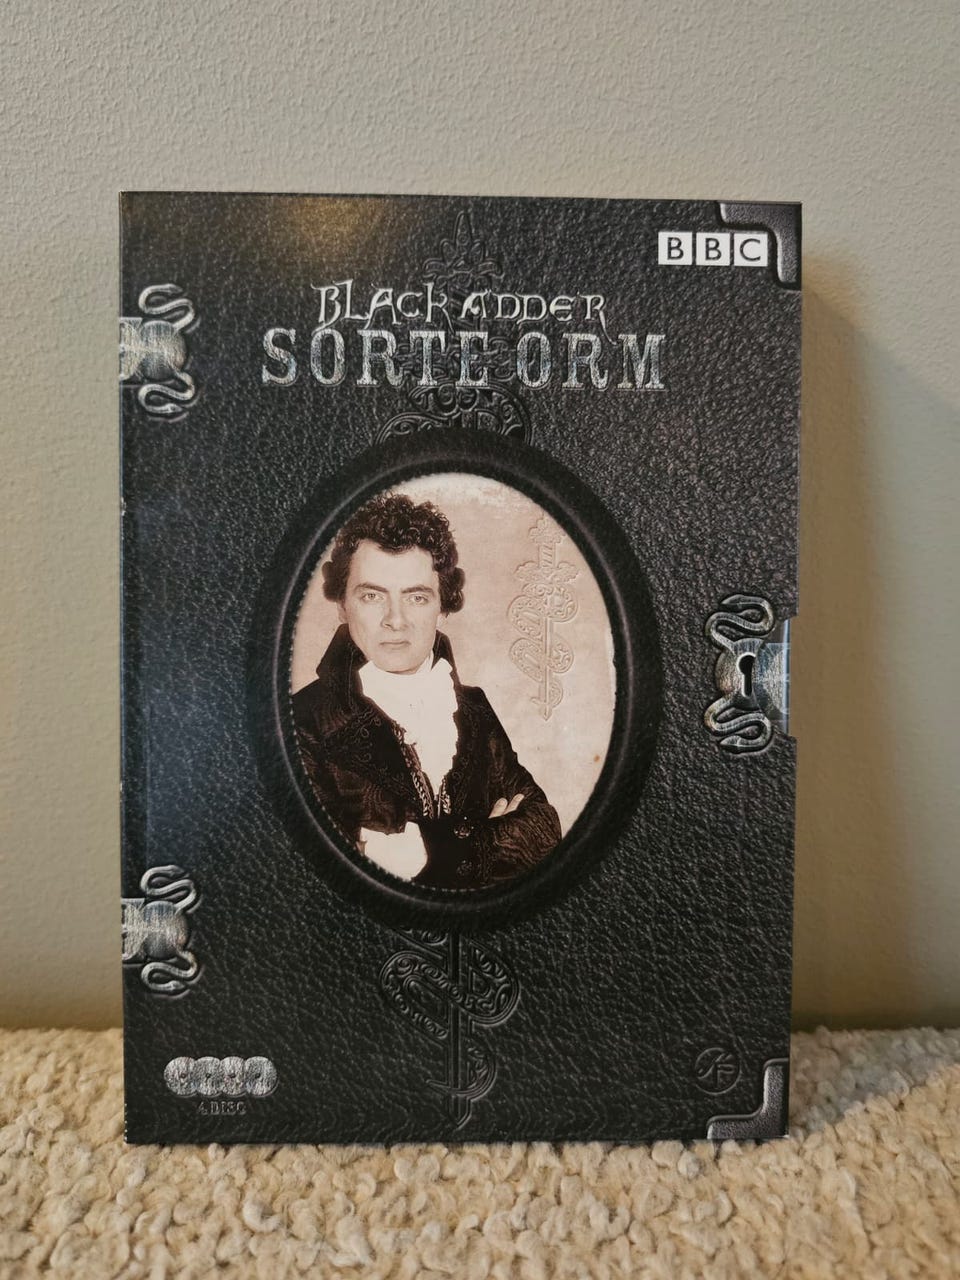 BBC
BLACK ADDER
SORTE ORM
4 DISC